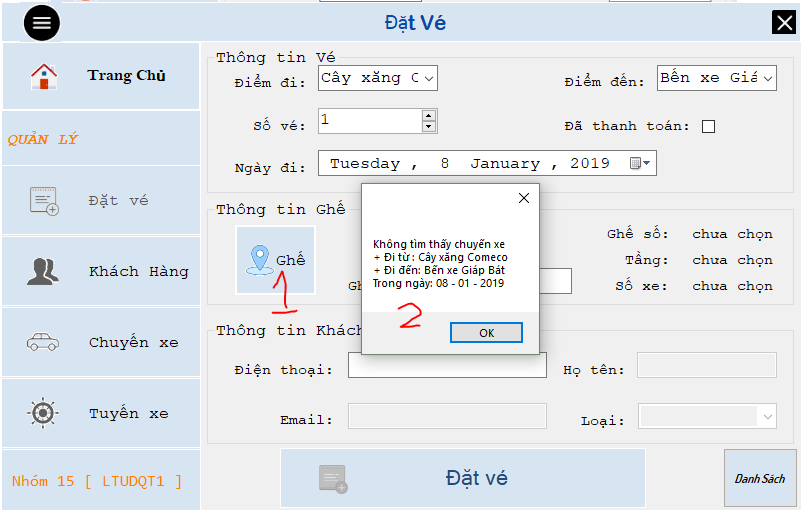 Đặt Vé
Trang Chủ
QUẢN LÝ
Đặt vé
Khách Hàng
Chuyến xe
Tuyến xe
Nhóm 15 [ LTUDQT1 ]
Thông tin Vé
Điểm đi: Cây xăng C
Điểm đến: Bến xe Giá
Số vé: 1
Đã thanh toán:
Ngày đi: Tuesday , 8 January , 2019
Thông tin Ghế
Ghế
1
Gh
Ghế số: chưa chọn
Tầng: chưa chọn
Số xe: chưa chọn
Không tìm thấy chuyến xe
+ Đi từ : Cây xăng Comeco
+ Đi đến: Bến xe Giáp Bát
Trong ngày: 08 - 01 - 2019
2
OK
Thông tin Khách
Điện thoại:
Họ tên:
Email:
Loại:
Đặt vé
Danh Sách